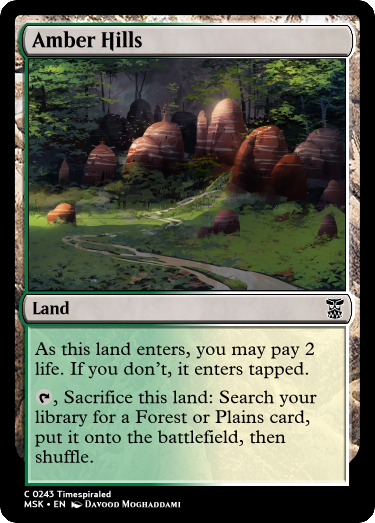 Amber Hills
Land
As this land enters, you may pay 2
life. If you don't, it enters tapped.
, Sacrifice this land: Search your
library for a Forest or Plains card,
put it onto the battlefield, then
shuffle.
C 0243 Timespiraled
MSK • EN Davood Moghaddami